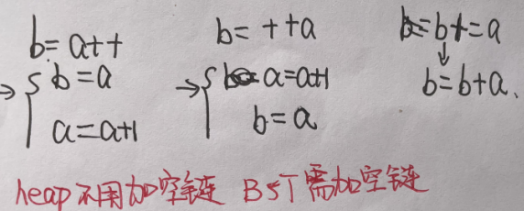 b=a++
b=++a
b=b+=a
→{ b=a
a=a+1
→{ a=a+1
b=a
↓
b=b+a.
heap不用加空链 BST需加空链